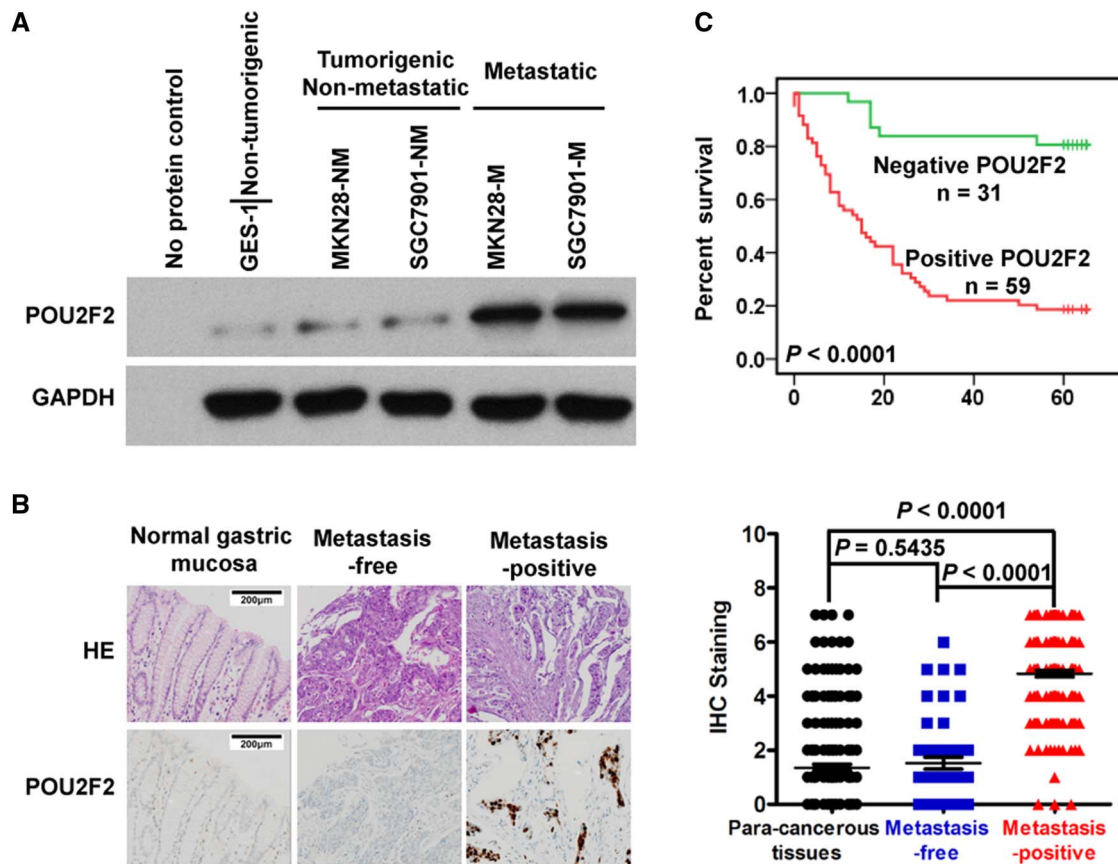 A
No protein control
GES-1
Non-tumorigenic
Tumorigenic
Non-metastatic
MKN28-NM
SGC7901-NM
Metastatic
MKN28-M
SGC7901-M
POU2F2
GAPDH
C
Percent survival
1.0
0.8
0.6
0.4
0.2
0.0
Negative POU2F2
n = 31
Positive POU2F2
n = 59
P < 0.0001
0
20
40
60
B
Normal gastric
mucosa
Metastasis
-free
Metastasis
-positive
HE
200µm
POU2F2
200µm
P < 0.0001
P = 0.5435
P < 0.0001
IHC Staining
10
8
6
4
2
0
Para-cancerous
tissues
Metastasis
-free
Metastasis
-positive